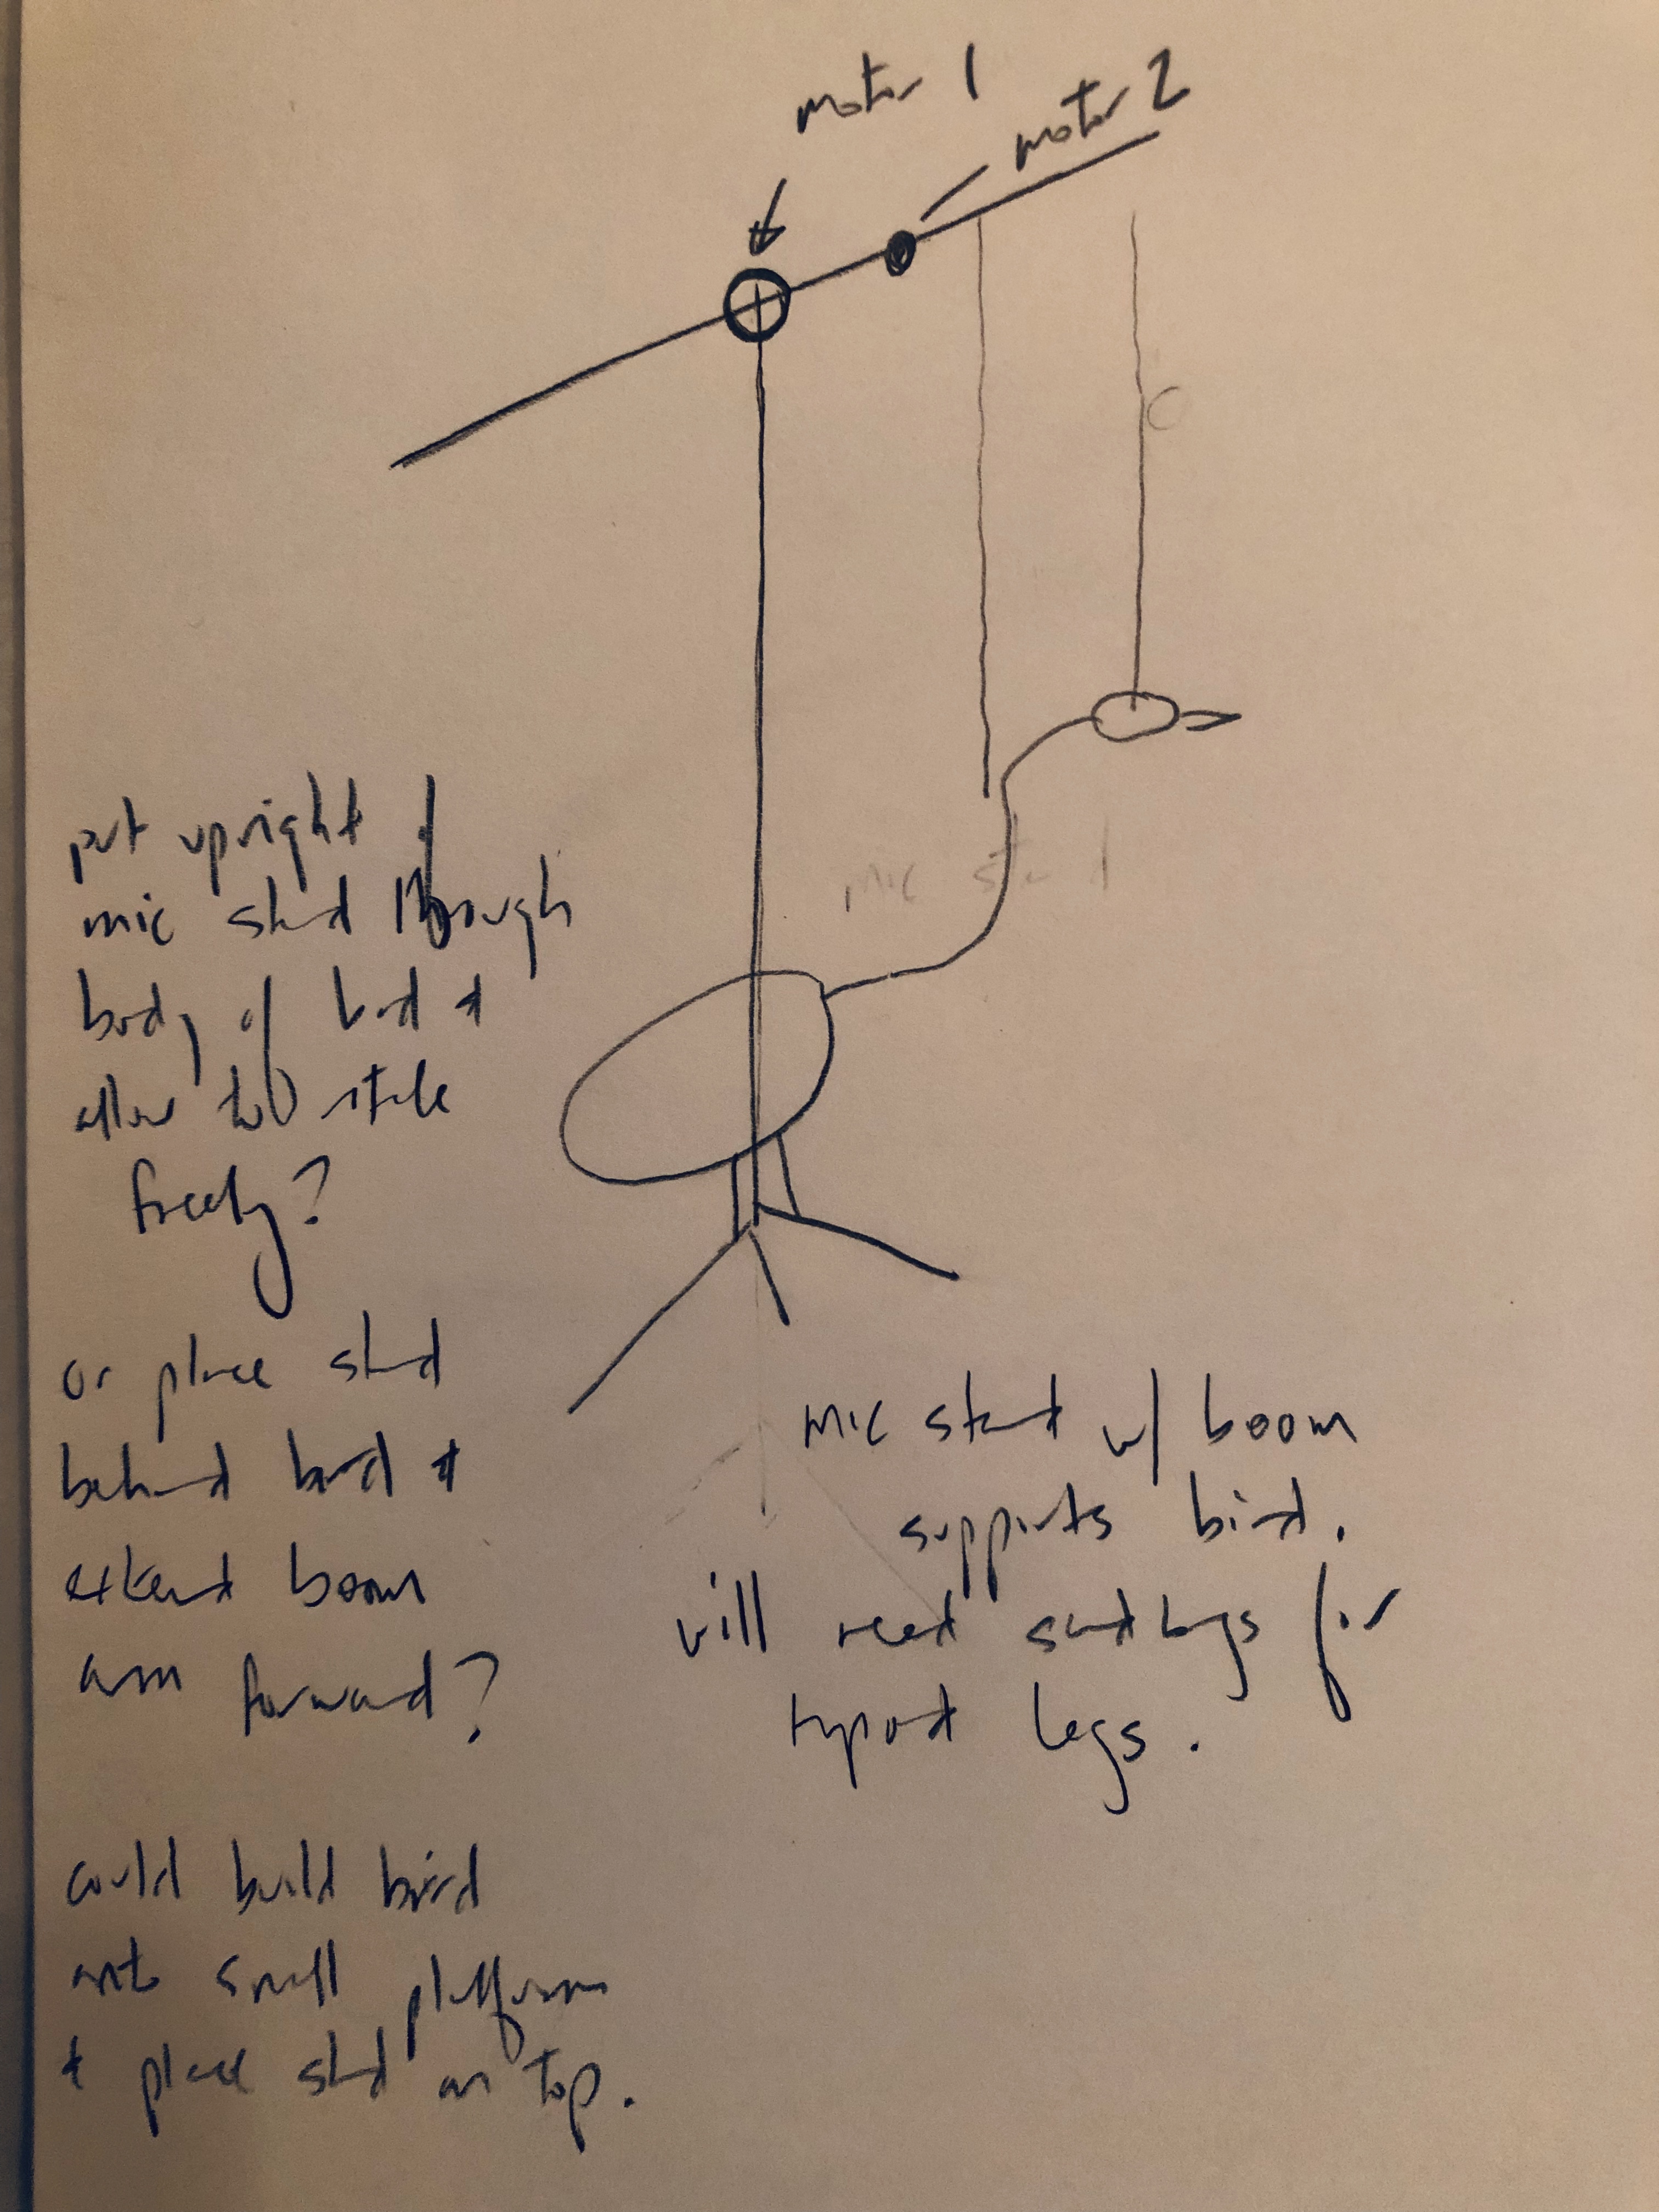 motor 1
motor 2
put upright of
mic stand through
body of bird +
allow to rotate
freely?
mic stand
or place stand
behind bird +
extend boom
arm forward?
mic stand w/ boom
supports bird.
will need sandbags for
tripod legs.
could build bird
onto small platform
+ place stand on top.